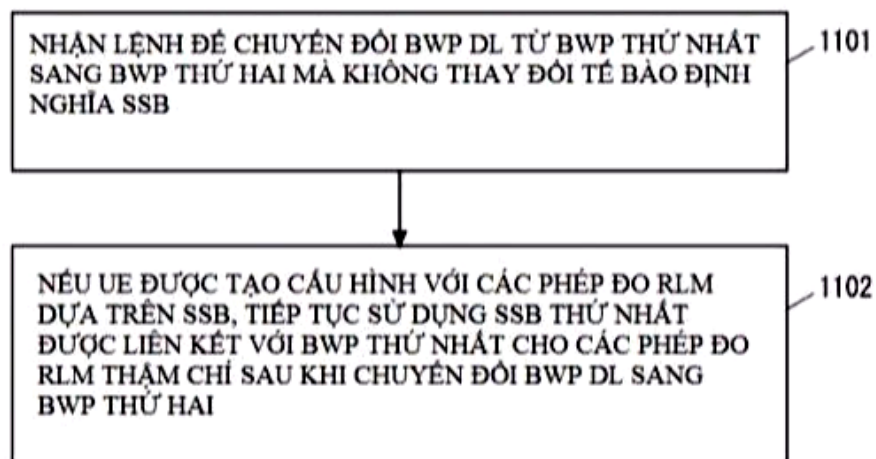 NHẬN LỆNH ĐỂ CHUYỂN ĐỔI BWP DL TỪ BWP THỨ NHẤT
SANG BWP THỨ HAI MÀ KHÔNG THAY ĐỔI TẾ BÀO ĐỊNH
NGHĨA SSB
1101
NẾU UE ĐƯỢC TẠO CẤU HÌNH VỚI CÁC PHÉP ĐO RLM
DỰA TRÊN SSB, TIẾP TỤC SỬ DỤNG SSB THỨ NHẤT
ĐƯỢC LIÊN KẾT VỚI BWP THỨ NHẤT CHO CÁC PHÉP ĐO
RLM THẬM CHÍ SAU KHI CHUYỂN ĐỔI BWP DL SANG
BWP THỨ HAI
1102